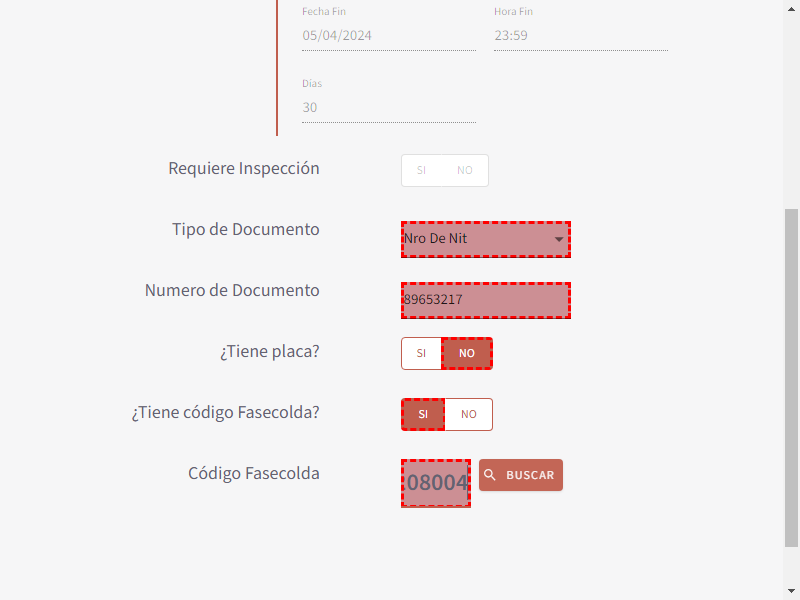 Fecha Fin Hora Fin
05/04/2024 23:59
Días
30
Requiere Inspección SI NO
Tipo de Documento Nro De Nit
Numero de Documento 89653217
¿Tiene placa? SI NO
¿Tiene código Fasecolda? SI NO
Código Fasecolda 08004 BUSCAR